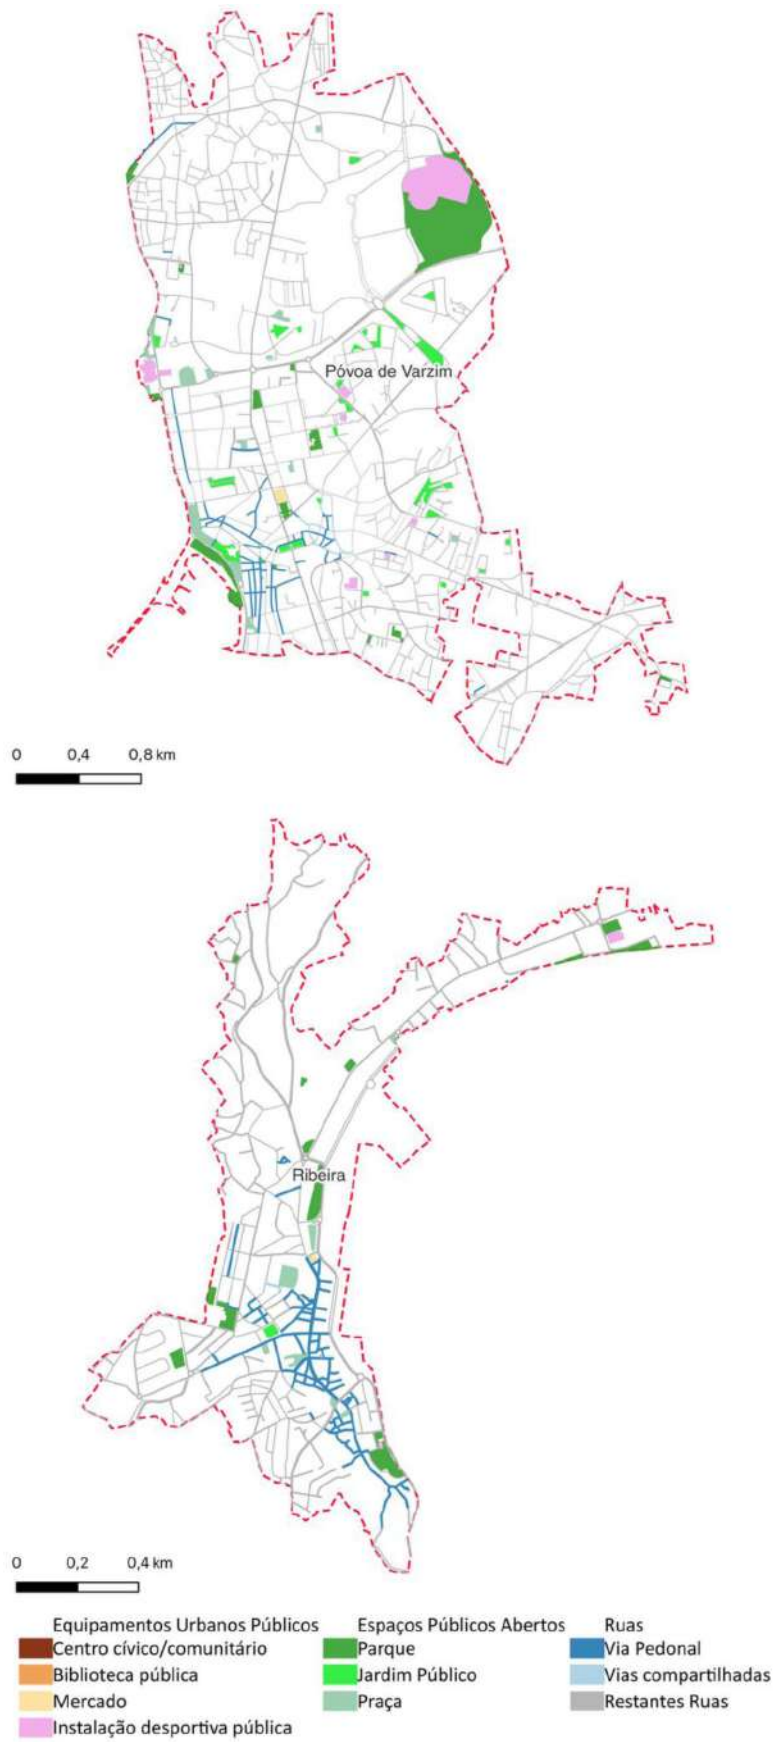 Póvoa de Varzim
0 0,4 0,8 km
Ribeira
0 0,2 0,4 km
Equipamentos Urbanos Públicos Espaços Públicos Abertos Ruas
Centro cívico/comunitário Parque Via Pedonal
Biblioteca pública Jardim Público Vias compartilhadas
Mercado Praça Restantes Ruas
Instalação desportiva pública